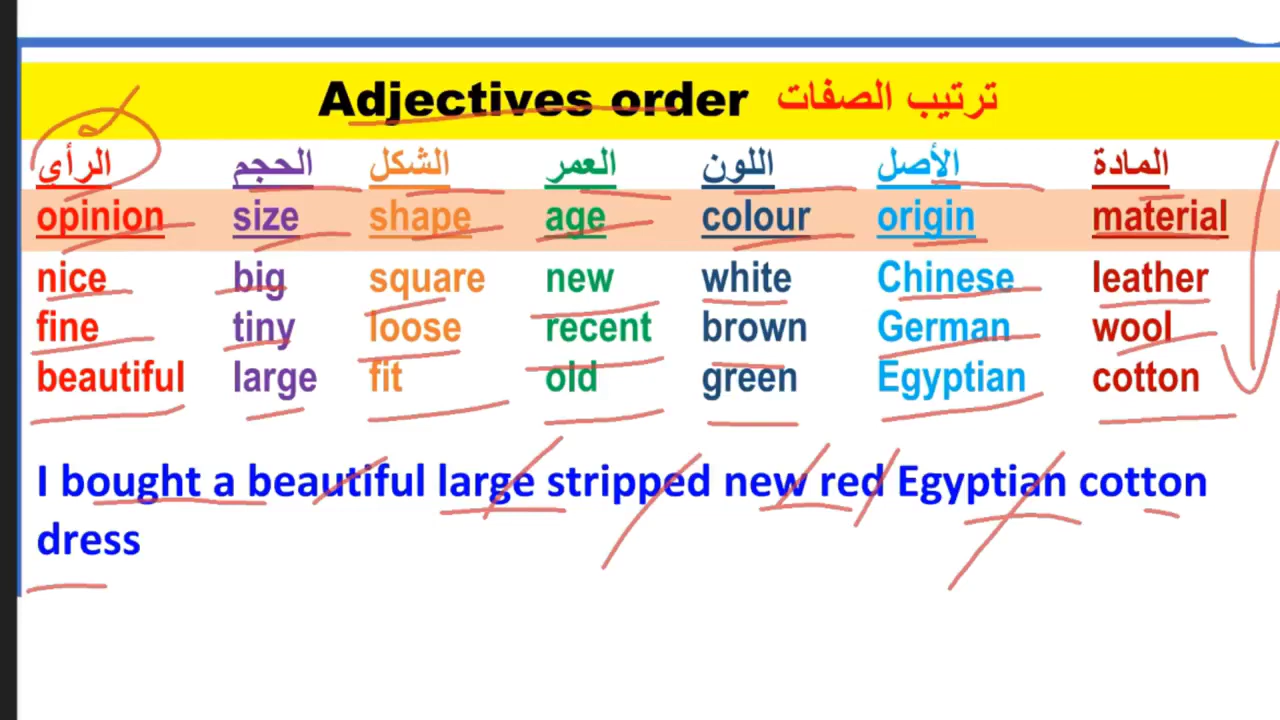 Adjectives order ترتيب الصفات
الرأي الحجم الشكل العمر اللون الأصل المادة
opinion size shape age colour origin material
nice big square new white Chinese leather
fine tiny loose recent brown German wool
beautiful large fit old green Egyptian cotton
I bought a beautiful large stripped new red Egyptian cotton
dress